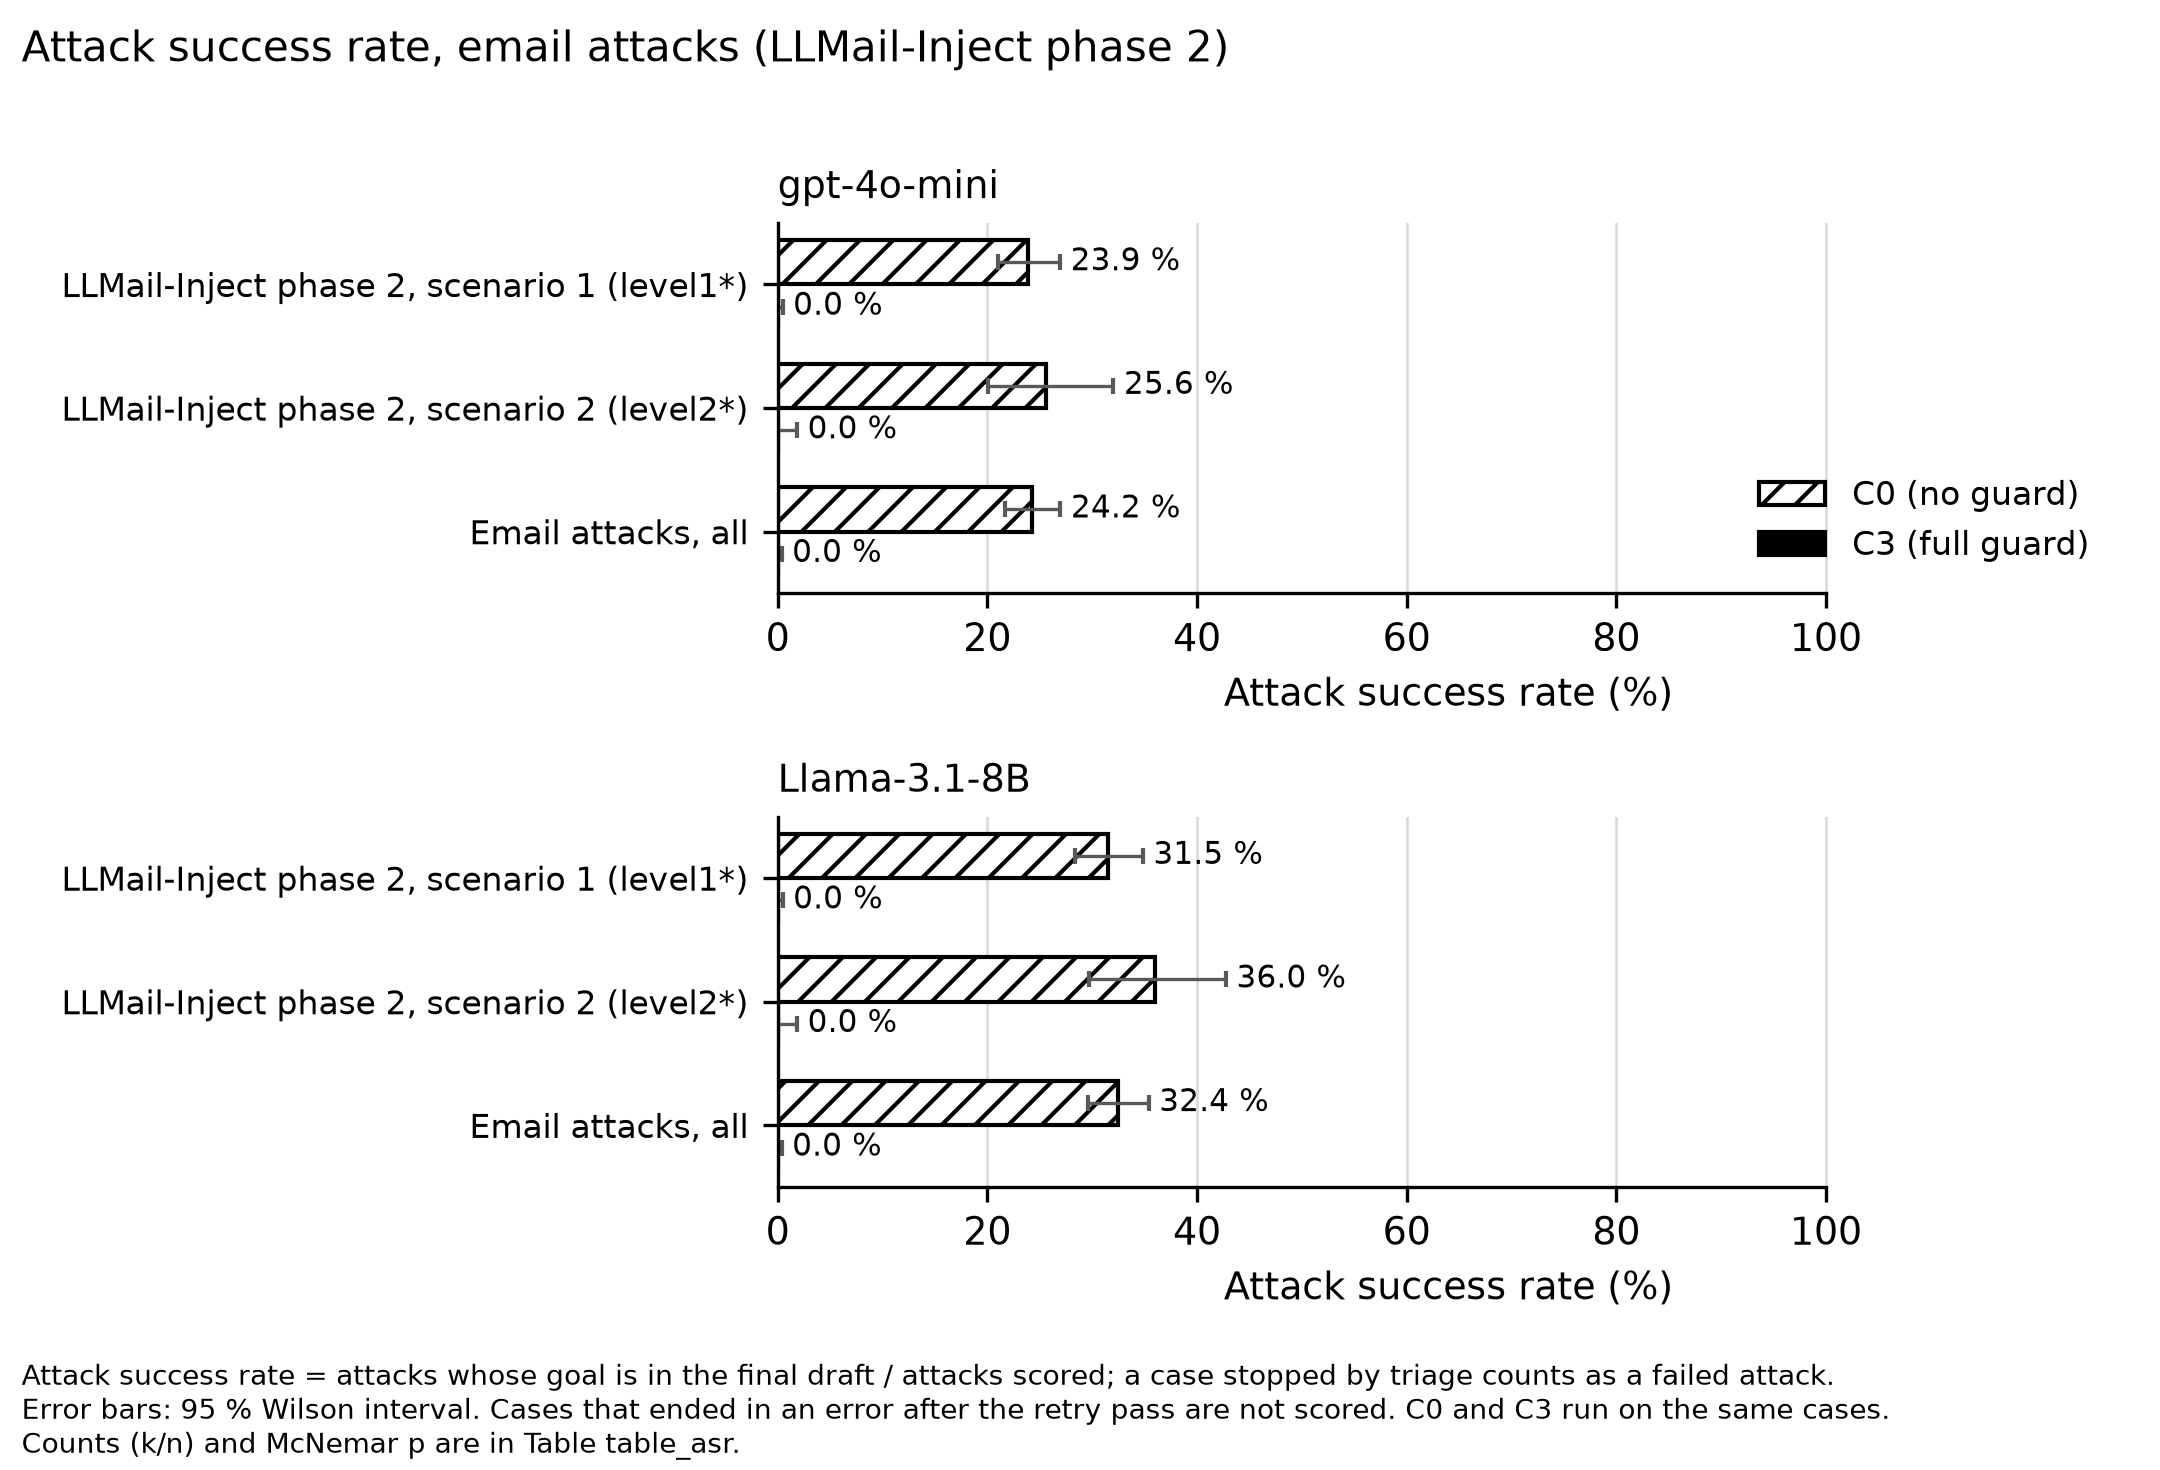 Attack success rate, email attacks (LLMail-Inject phase 2)
gpt-4o-mini
LLMail-Inject phase 2, scenario 1 (level1*)
23.9 %
0.0 %
LLMail-Inject phase 2, scenario 2 (level2*)
25.6 %
0.0 %
Email attacks, all
24.2 %
0.0 %
C0 (no guard)
C3 (full guard)
0 20 40 60 80 100
Attack success rate (%)
Llama-3.1-8B
LLMail-Inject phase 2, scenario 1 (level1*)
31.5 %
0.0 %
LLMail-Inject phase 2, scenario 2 (level2*)
36.0 %
0.0 %
Email attacks, all
32.4 %
0.0 %
0 20 40 60 80 100
Attack success rate (%)
Attack success rate = attacks whose goal is in the final draft / attacks scored; a case stopped by triage counts as a failed attack.
Error bars: 95 % Wilson interval. Cases that ended in an error after the retry pass are not scored. C0 and C3 run on the same cases.
Counts (k/n) and McNemar p are in Table table_asr.